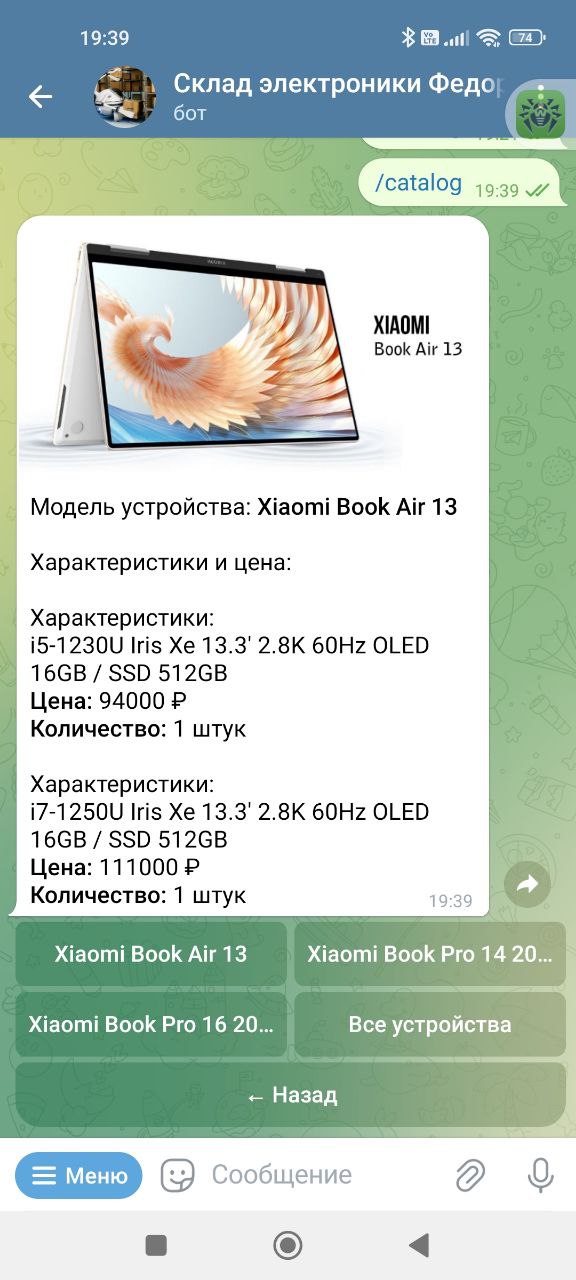 19:39
Vo
LTE
74
Склад электроники Федо
бот
/catalog 19:39
XIAOMI
Book Air 13
Модель устройства: Xiaomi Book Air 13
Характеристики и цена:
Характеристики:
i5-1230U Iris Xe 13.3' 2.8K 60Hz OLED
16GB / SSD 512GB
Цена: 94000 ₽
Количество: 1 штук
Характеристики:
i7-1250U Iris Xe 13.3' 2.8K 60Hz OLED
16GB / SSD 512GB
Цена: 111000 ₽
Количество: 1 штук
19:39
Xiaomi Book Air 13
Xiaomi Book Pro 14 20...
Xiaomi Book Pro 16 20...
Все устройства
← Назад
Меню
Сообщение